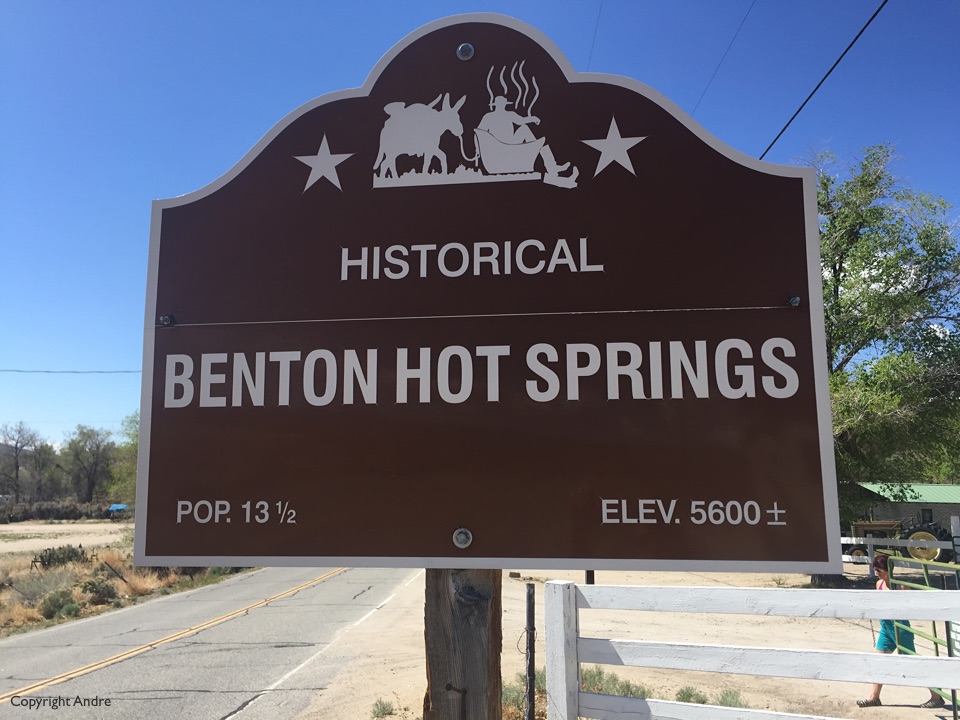 HISTORICAL
BENTON HOT SPRINGS
POP. 13 ½
ELEV. 5600 ±
Copyright Andre